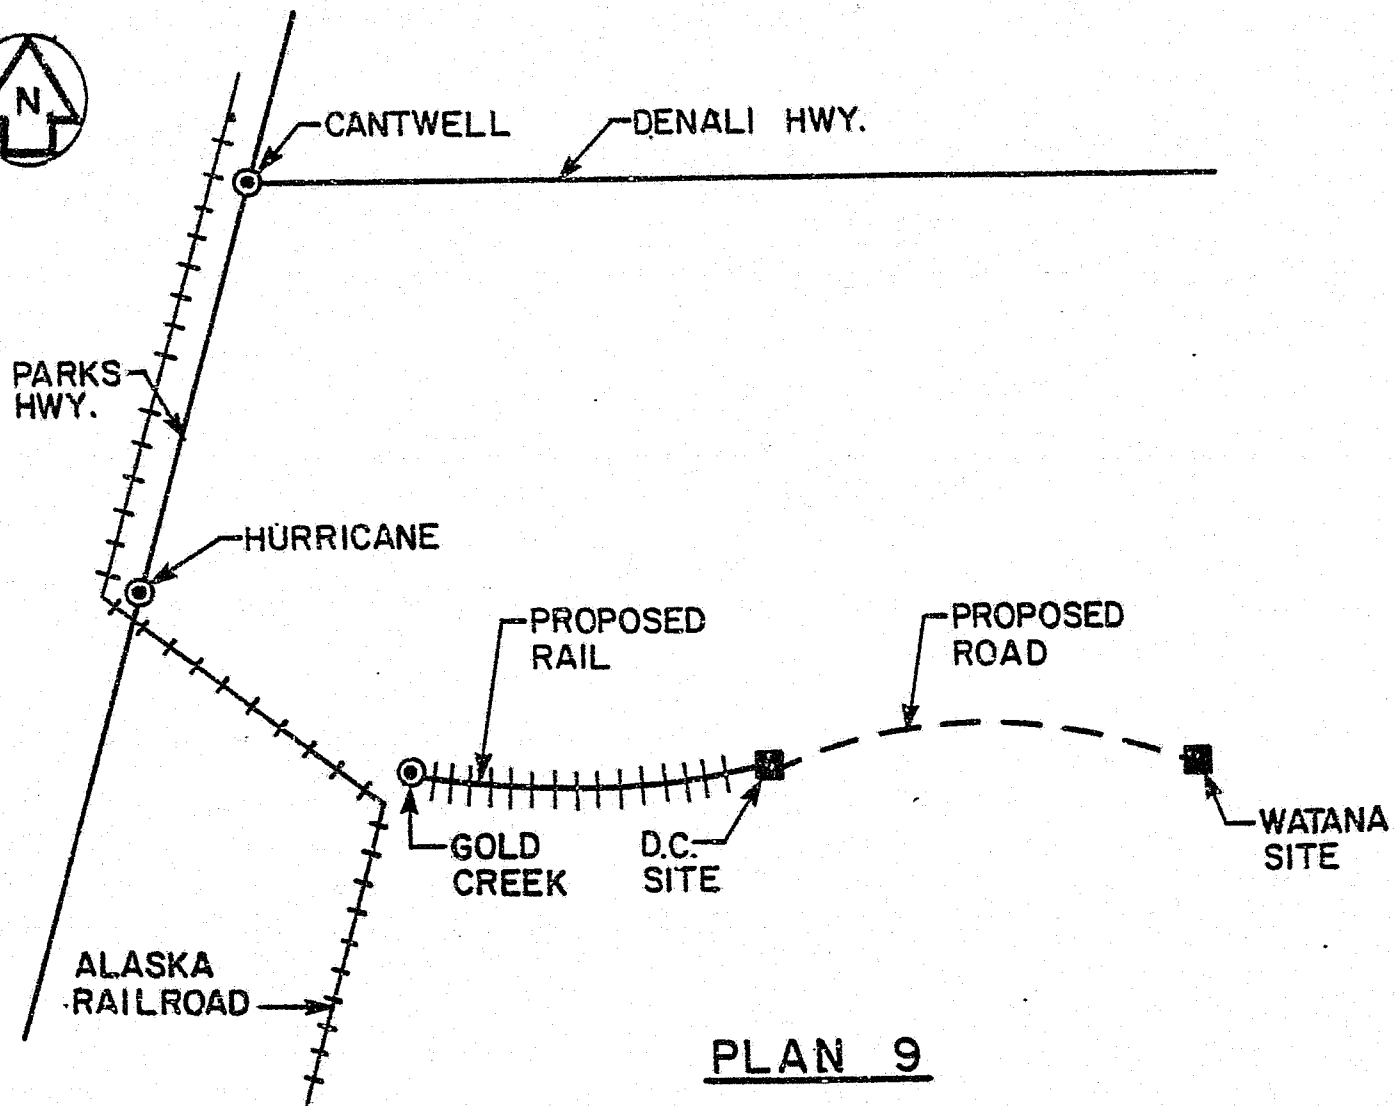 N
CANTWELL
DENALI HWY.
PARKS
HWY.
HURRICANE
PROPOSED
RAIL
PROPOSED
ROAD
GOLD
CREEK
D.C.
SITE
WATANA
SITE
ALASKA
RAILROAD
PLAN 9